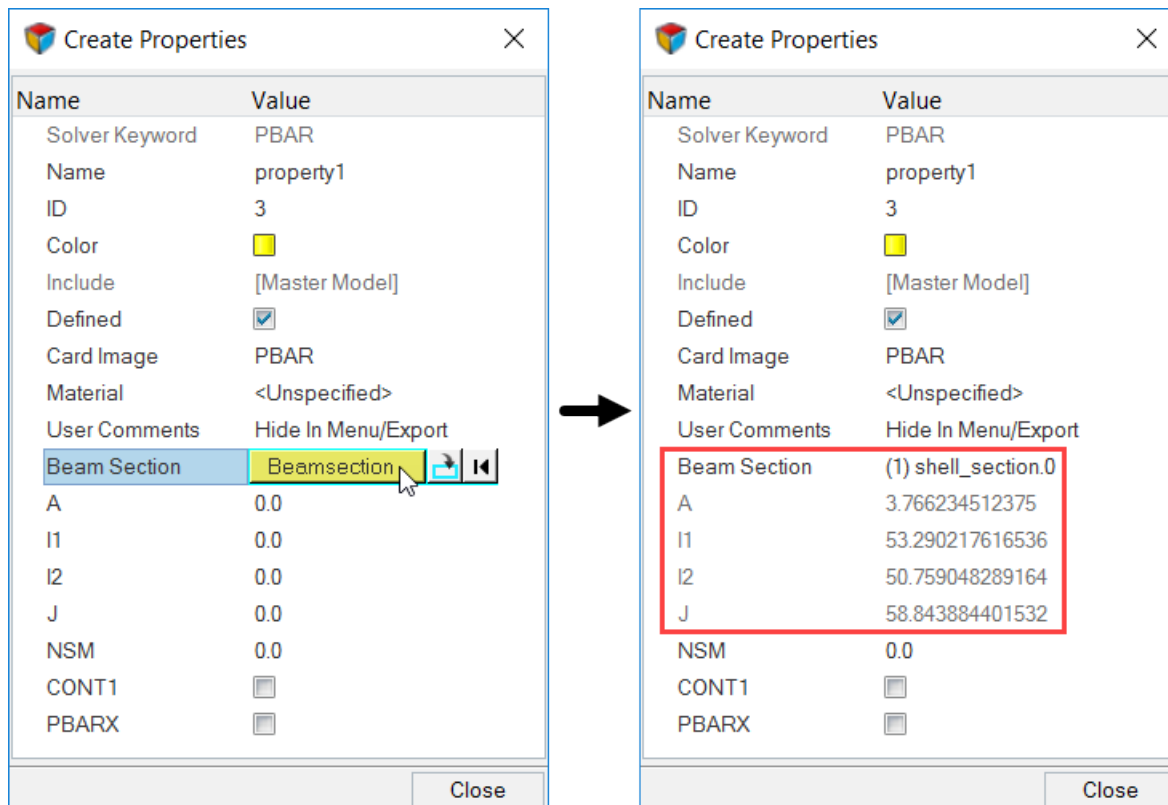 Create Properties
Name Value
Solver Keyword PBAR
Name property1
ID 3
Color
Include [Master Model]
Defined
Card Image PBAR
Material <Unspecified>
User Comments Hide In Menu/Export
Beam Section Beamsection
A 0.0
I1 0.0
I2 0.0
J 0.0
NSM 0.0
CONT1
PBARX
Close
Create Properties
Name Value
Solver Keyword PBAR
Name property1
ID 3
Color
Include [Master Model]
Defined
Card Image PBAR
Material <Unspecified>
User Comments Hide In Menu/Export
Beam Section (1) shell_section.0
A 3.766234512375
I1 53.290217616536
I2 50.759048289164
J 58.843884401532
NSM 0.0
CONT1
PBARX
Close